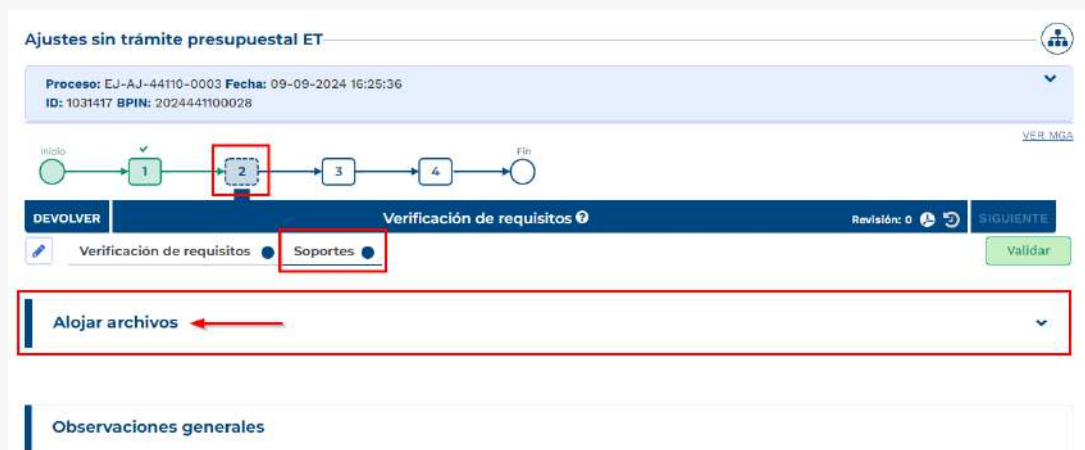 Ajustes sin trámite presupuestal ET
Proceso: EJ-AJ-44110-0003 Fecha: 09-09-2024 16:25:36
ID: 1031417 BPIN: 2024441100028
VER MGA
Inicio
Fin
1
2
3
4
DEVOLVER
Verificación de requisitos ?
Revisión: 0
SIGUIENTE
Verificación de requisitos
Soportes
Validar
Alojar archivos
Observaciones generales